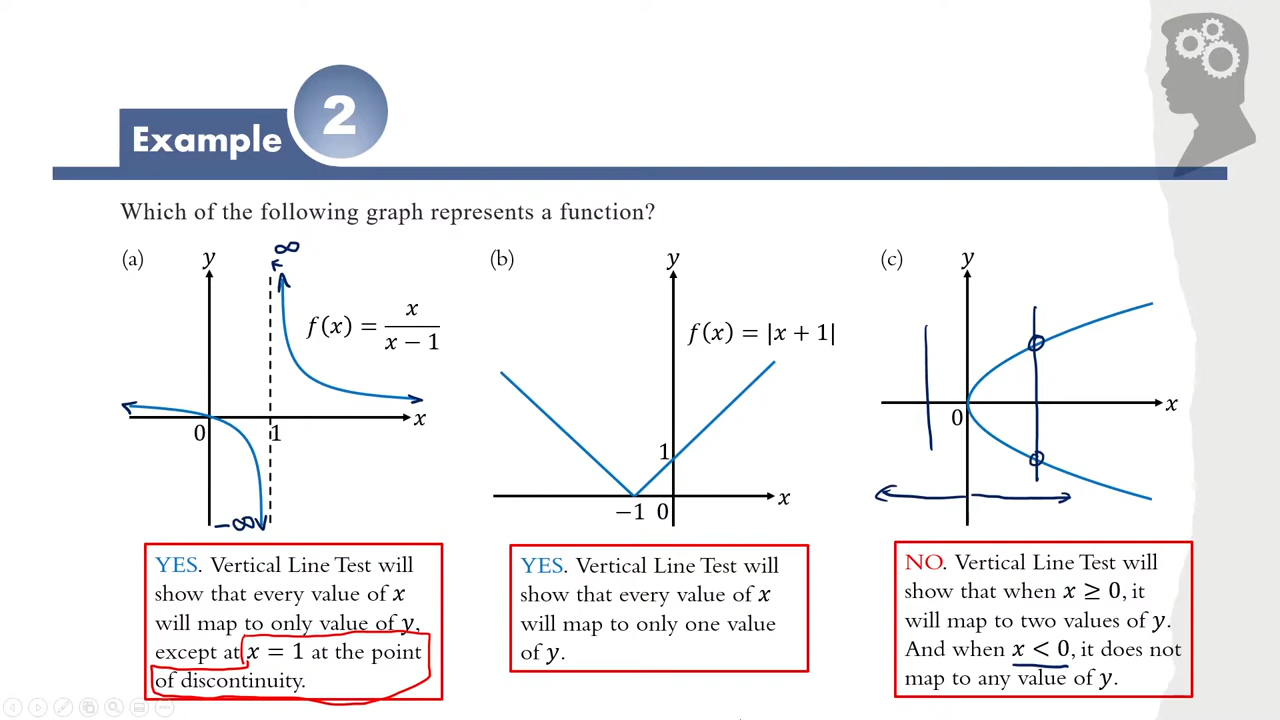 Example 2
Which of the following graph represents a function?
(a)
y
∞
f(x) = x / (x − 1)
x
0
1
−∞
YES. Vertical Line Test will
show that every value of x
will map to only value of y,
except at x = 1 at the point
of discontinuity.
(b)
y
f(x) = |x + 1|
1
x
−1 0
YES. Vertical Line Test will
show that every value of x
will map to only one value
of y.
(c)
y
x
0
NO. Vertical Line Test will
show that when x ≥ 0, it
will map to two values of y.
And when x < 0, it does not
map to any value of y.